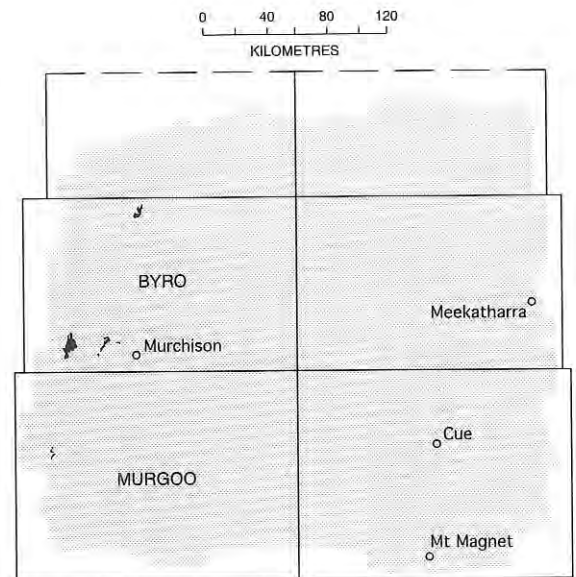 0 40 80 120
KILOMETRES
BYRO
Meekatharra
Murchison
Cue
MURGOO
Mt Magnet